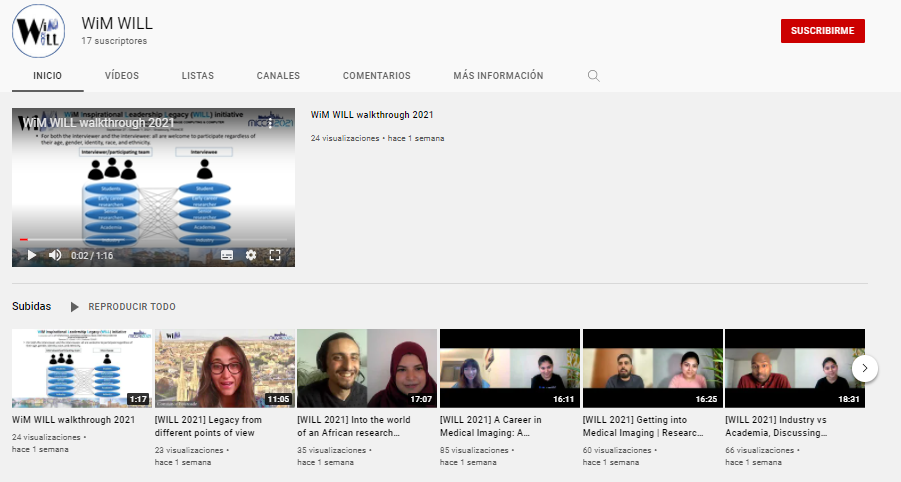 WiM WILL
17 suscriptores
SUSCRIBIRME
INICIO VÍDEOS LISTAS CANALES COMENTARIOS MÁS INFORMACIÓN
WiM Inspirational Leadership Legacy (WILL) Initiative
WiM WILL walkthrough 2021
MICCAI2021
• For both the interviewer and the interviewee: all are welcome to participate regardless of
their age, gender, identity, race, and ethnicity.
Interviewer/participating team Interviewee
Students Student
Early career
researchers
Early career
researcher
Senior
researchers
Senior
researcher
Academia Academia
Industry Industry
0:02 / 1:16
WiM WILL walkthrough 2021
24 visualizaciones • hace 1 semana
Subidas REPRODUCIR TODO
1:17
11:05
17:07
16:11
16:25
18:31
WiM WILL walkthrough 2021
24 visualizaciones •
hace 1 semana
[WILL 2021] Legacy from
different points of view
23 visualizaciones •
hace 1 semana
[WILL 2021] Into the world
of an African research...
35 visualizaciones •
hace 1 semana
[WILL 2021] A Career in
Medical Imaging: A...
85 visualizaciones •
hace 1 semana
[WILL 2021] Getting into
Medical Imaging | Researc...
60 visualizaciones •
hace 1 semana
[WILL 2021] Industry vs
Academia, Discussing...
66 visualizaciones •
hace 1 semana